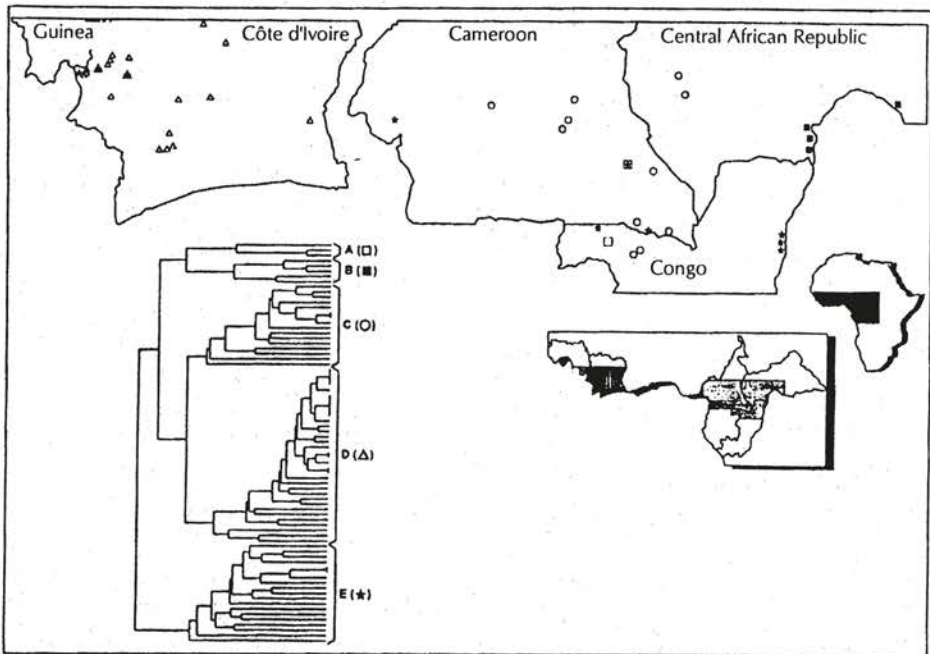 Guinea
Côte d'Ivoire
Cameroon
Central African Republic
Congo
A (□)
B (■)
C (○)
D (△)
E (★)